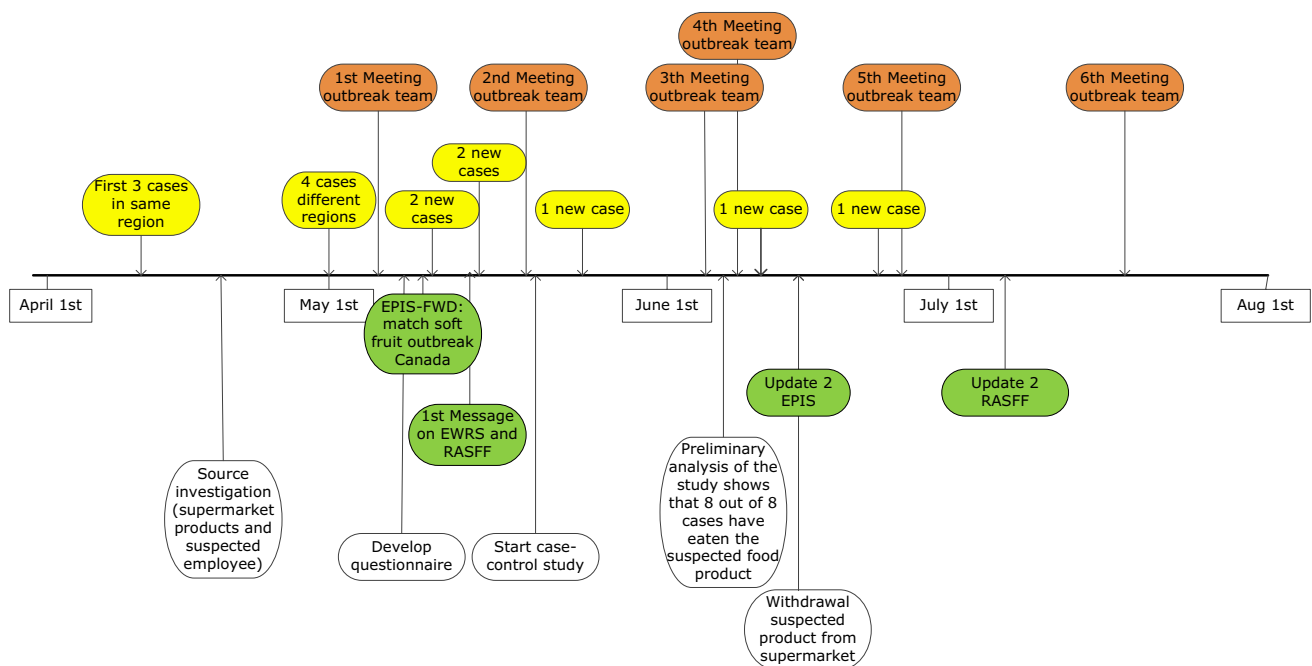 4th Meeting
outbreak team
1st Meeting
outbreak team
2nd Meeting
outbreak team
3th Meeting
outbreak team
5th Meeting
outbreak team
6th Meeting
outbreak team
First 3 cases
in same
region
4 cases
different
regions
2 new
cases
2 new
cases
1 new case
1 new case
1 new case
April 1st
May 1st
June 1st
July 1st
Aug 1st
EPIS-FWD:
match soft
fruit outbreak
Canada
1st Message
on EWRS and
RASFF
Update 2
EPIS
Update 2
RASFF
Source
investigation
(supermarket
products and
suspected
employee)
Develop
questionnaire
Start case-
control study
Preliminary
analysis of the
study shows
that 8 out of 8
cases have
eaten the
suspected food
product
Withdrawal
suspected
product from
supermarket